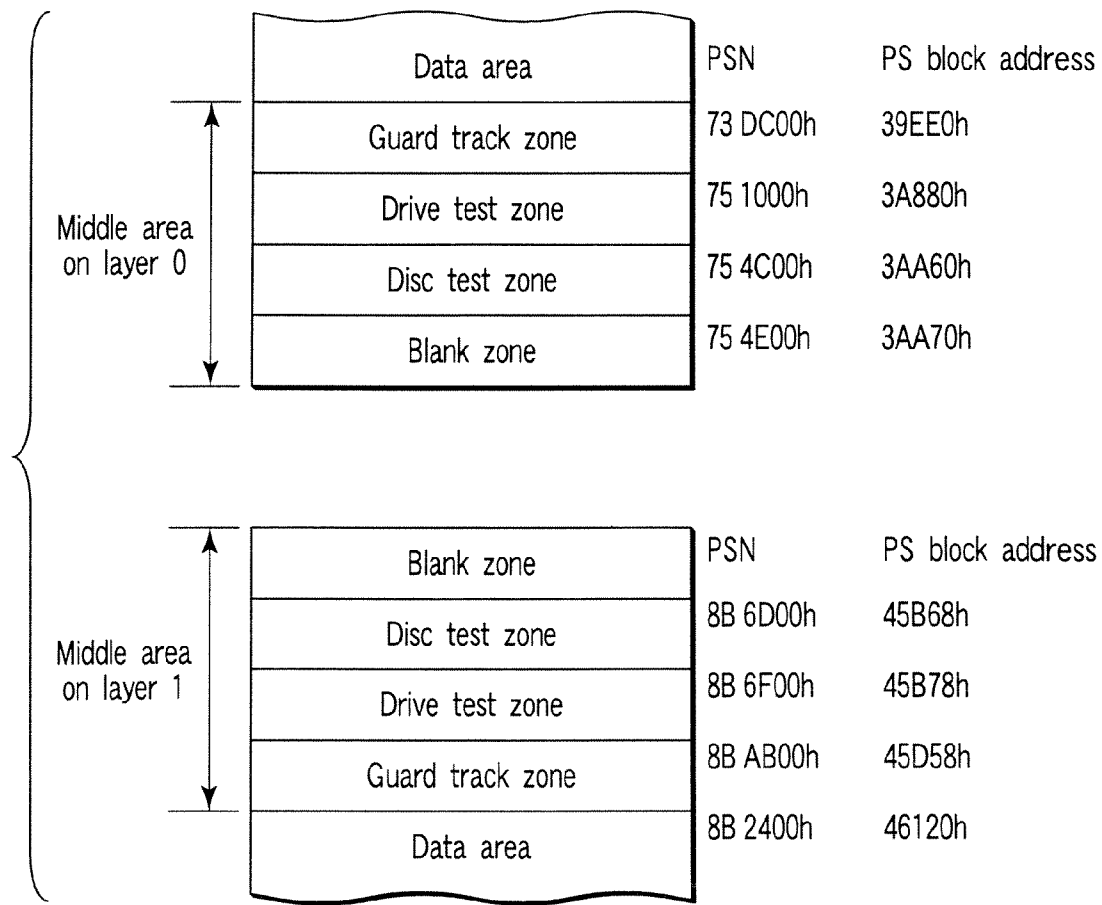 Data area PSN PS block address
Guard track zone 73 DC00h 39EE0h
Drive test zone 75 1000h 3A880h
Middle area
on layer 0
Disc test zone 75 4C00h 3AA60h
Blank zone 75 4E00h 3AA70h
Blank zone PSN PS block address
Disc test zone 8B 6D00h 45B68h
Middle area
on layer 1
Drive test zone 8B 6F00h 45B78h
Guard track zone 8B AB00h 45D58h
Data area 8B 2400h 46120h